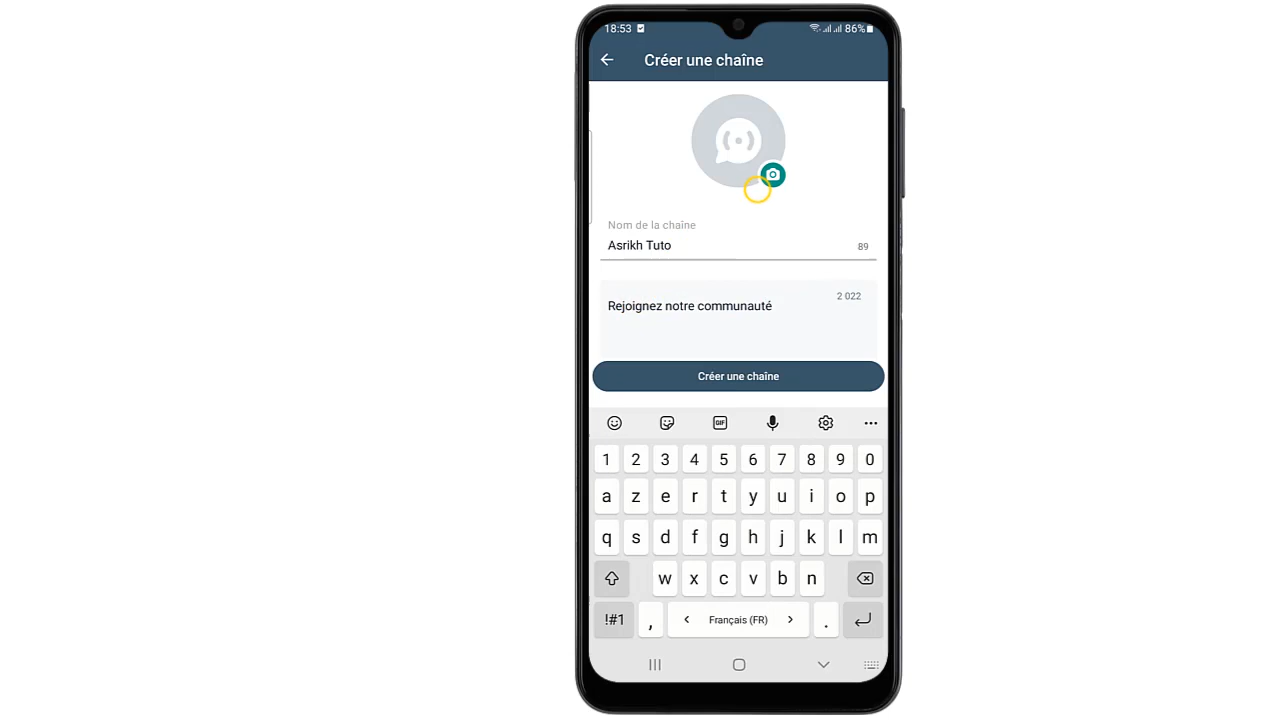 18:53 86%
Créer une chaîne
Nom de la chaîne
Asrikh Tuto 89
2 022
Rejoignez notre communauté
Créer une chaîne
GIF
1 2 3 4 5 6 7 8 9 0
a z e r t y u i o p
q s d f g h j k l m
w x c v b n
!#1 , < Français (FR) > .